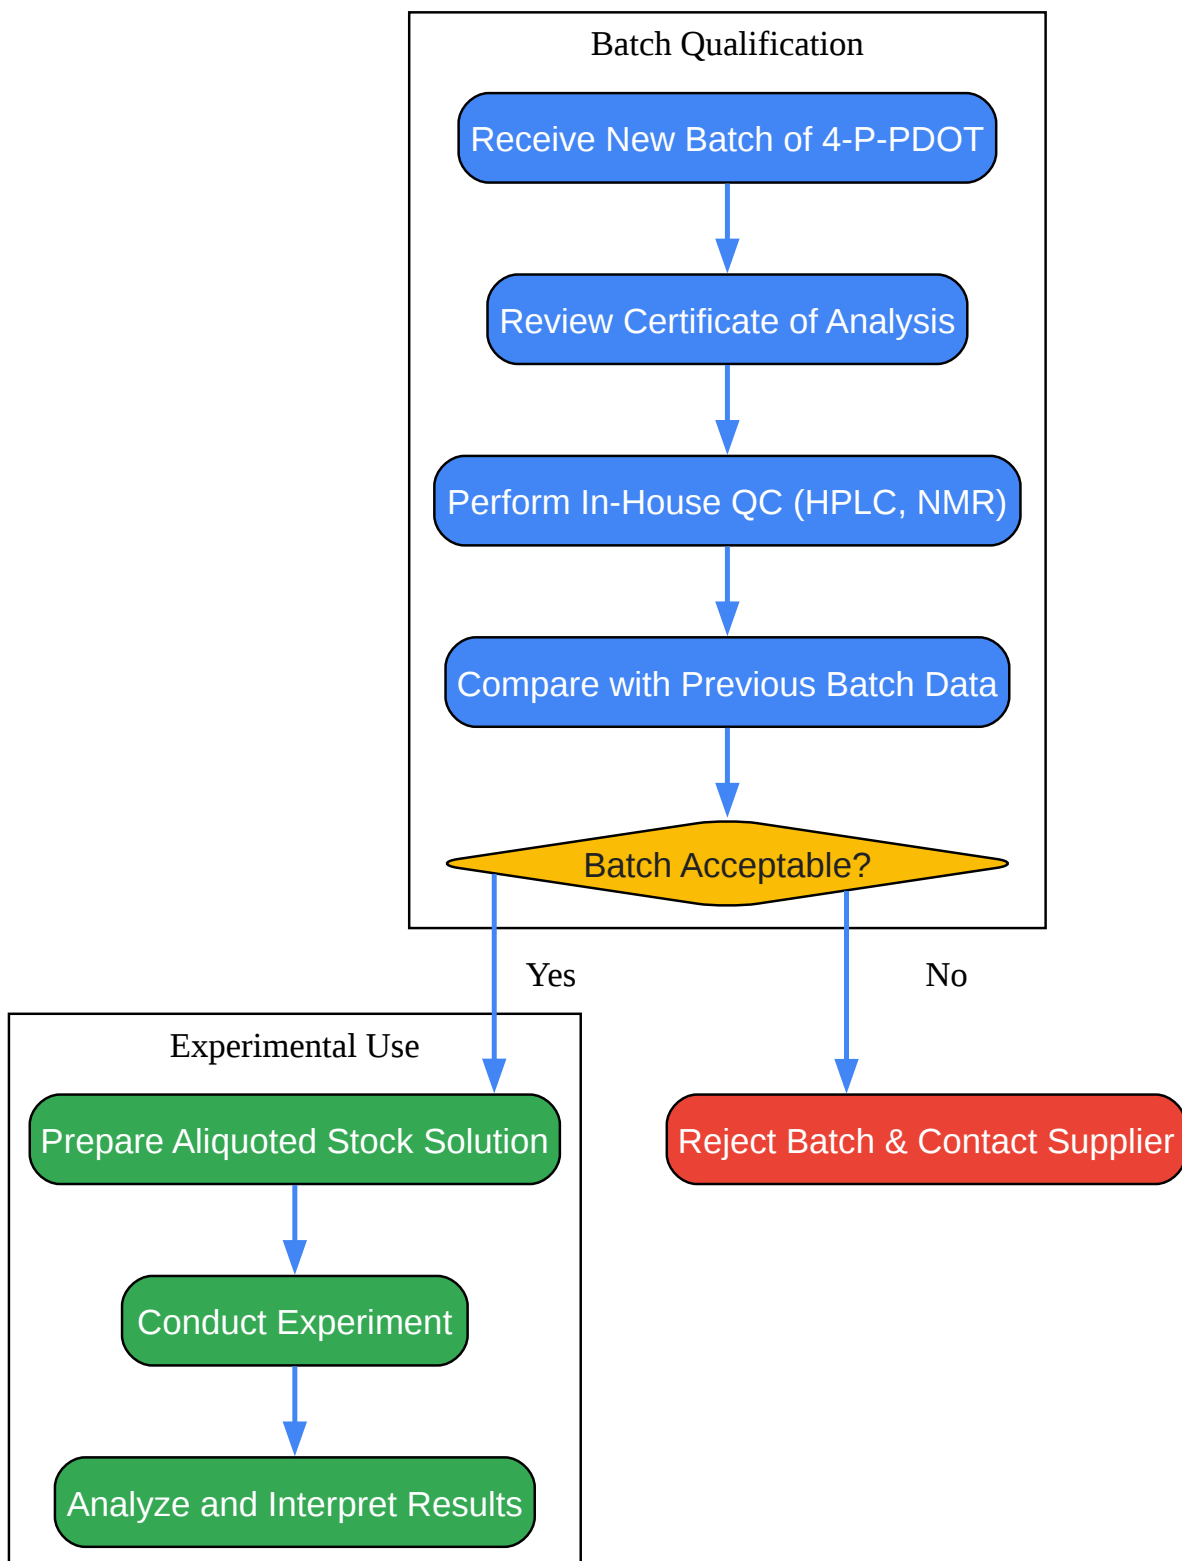 Batch Qualification
Receive New Batch of 4-P-PDOT
Review Certificate of Analysis
Perform In-House QC (HPLC, NMR)
Compare with Previous Batch Data
Batch Acceptable?
Yes
No
Experimental Use
Prepare Aliquoted Stock Solution
Reject Batch & Contact Supplier
Conduct Experiment
Analyze and Interpret Results